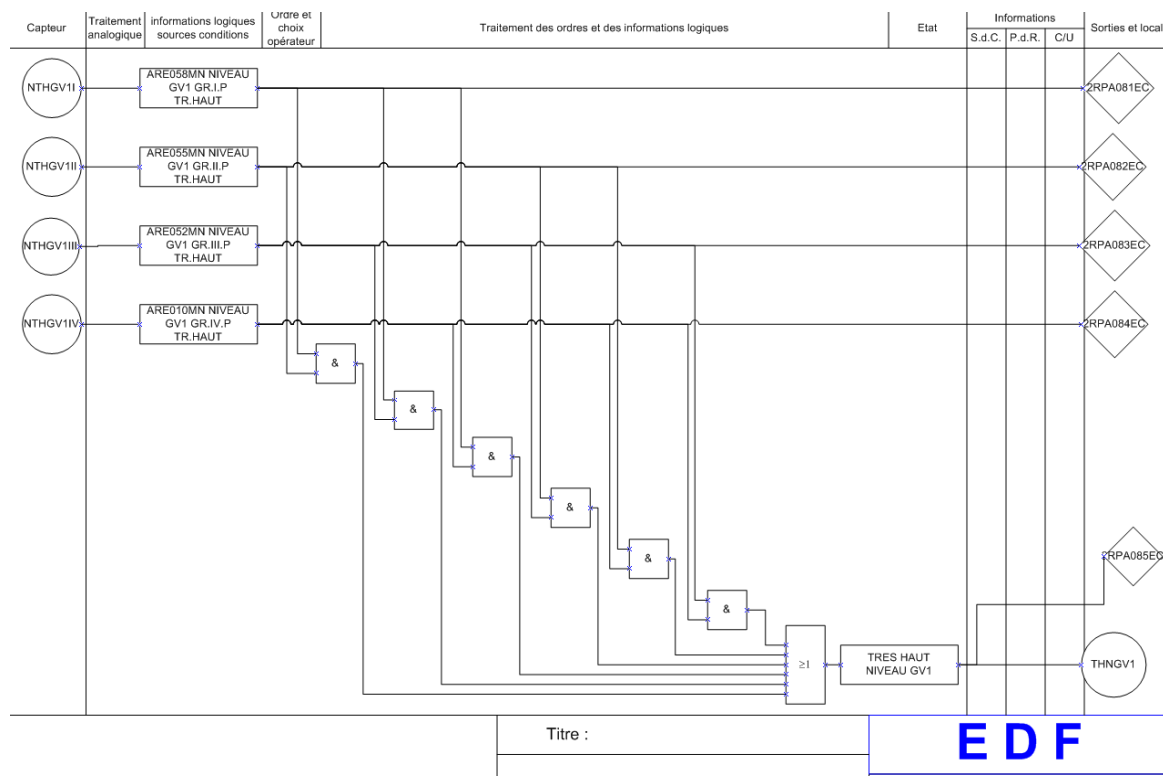 Capteur
Traitement
analogique
informations logiques
sources conditions
Ordre et
choix
opérateur
Traitement des ordres et des informations logiques
Etat
Informations
S.d.C.
P.d.R.
C/U
Sorties et local
NTHGV1I
ARE058MN NIVEAU
GV1 GR.I.P
TR.HAUT
2RPA081EC
NTHGV1II
ARE055MN NIVEAU
GV1 GR.II.P
TR.HAUT
2RPA082EC
NTHGV1III
ARE052MN NIVEAU
GV1 GR.III.P
TR.HAUT
2RPA083EC
NTHGV1IV
ARE010MN NIVEAU
GV1 GR.IV.P
TR.HAUT
2RPA084EC
&
&
&
&
&
&
2RPA085EC
≥1
TRES HAUT
NIVEAU GV1
THNGV1
Titre :
E D F